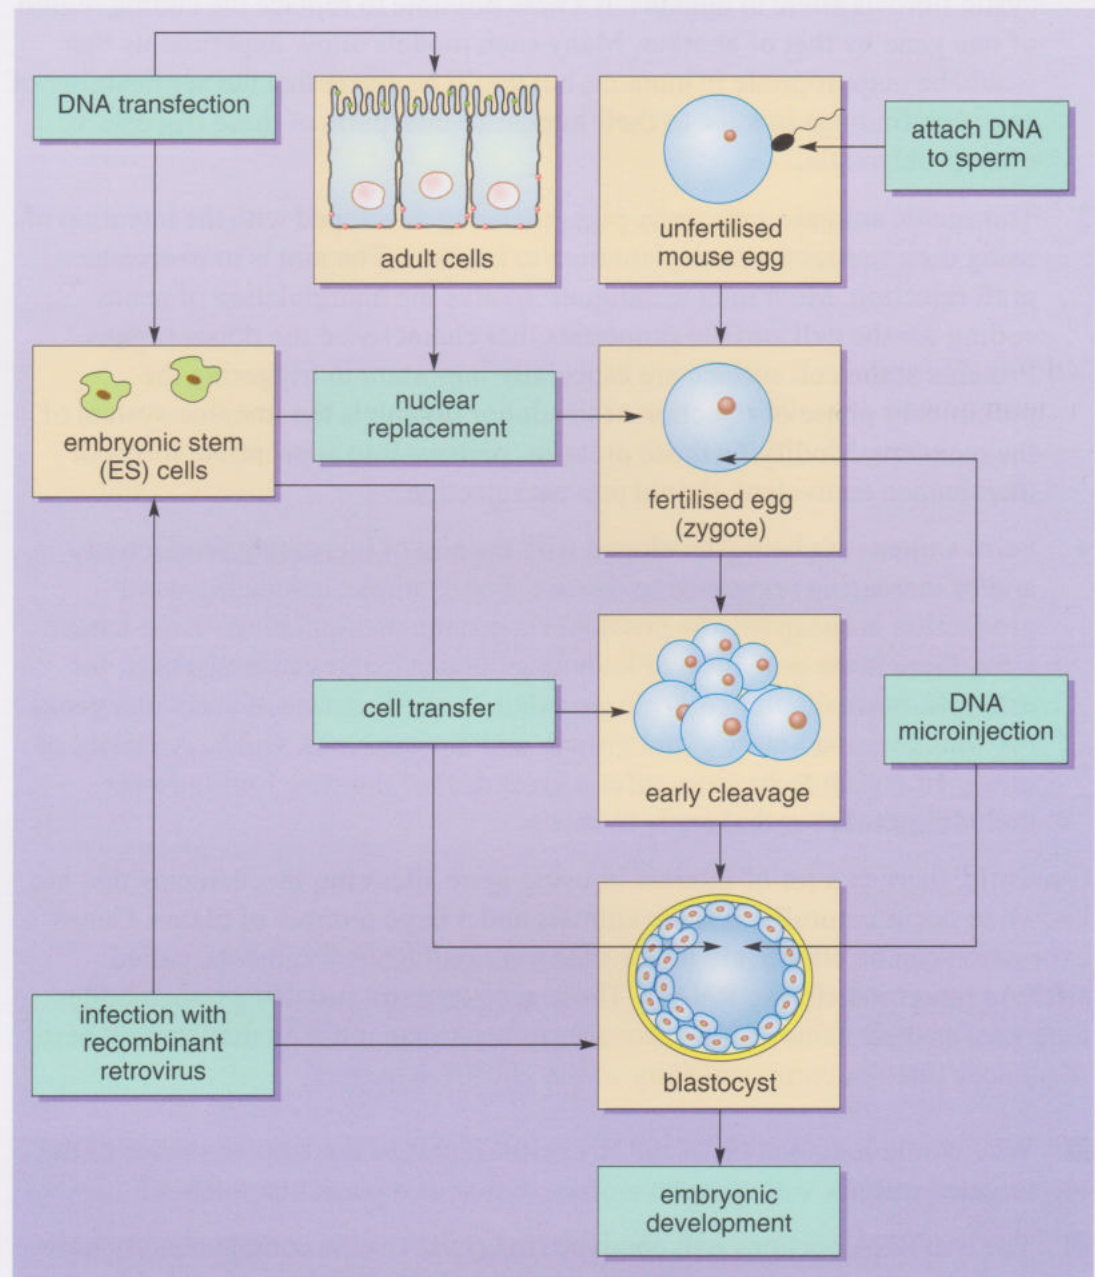 DNA transfection
adult cells
unfertilised
mouse egg
attach DNA
to sperm
embryonic stem
(ES) cells
nuclear
replacement
fertilised egg
(zygote)
cell transfer
early cleavage
DNA
microinjection
infection with
recombinant
retrovirus
blastocyst
embryonic
development